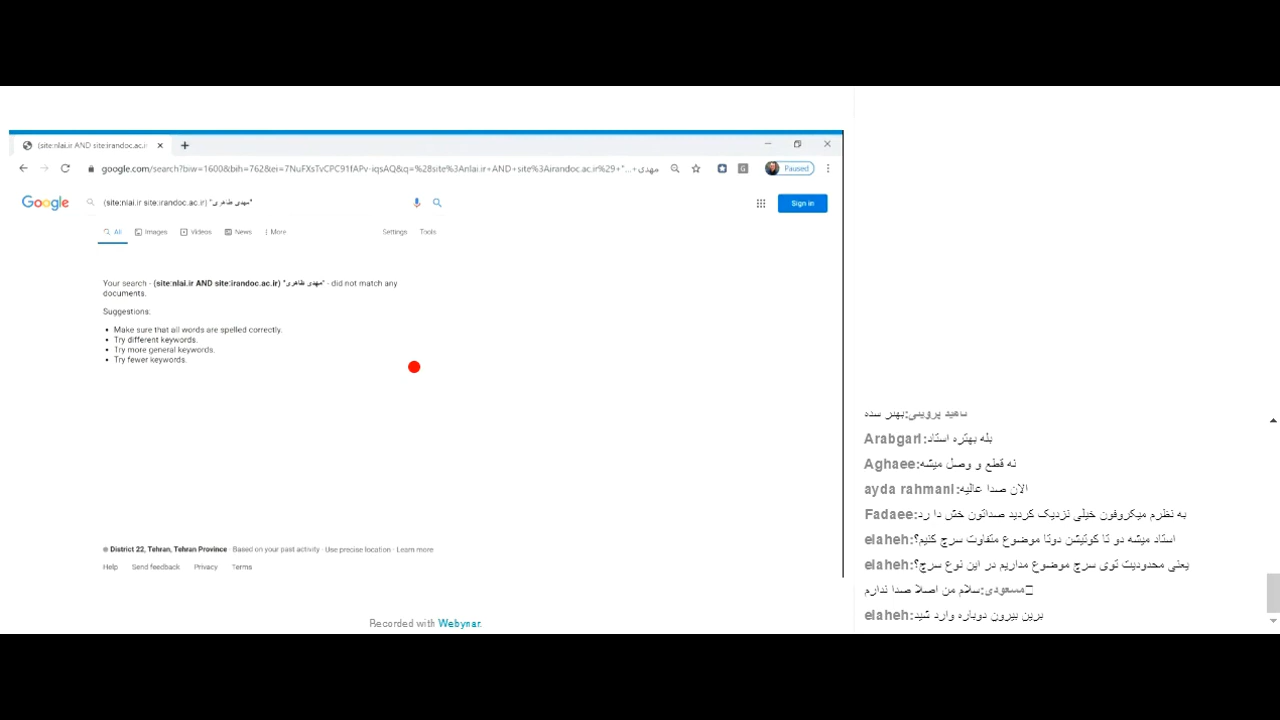 (site:nlai.ir AND site:irandoc.ac.ir
google.com/search?biw=1600&bih=762&ei=7NuFXsTvCPC91fAPv-iqsAQ&q=%28site%3Anlai.ir+AND+site%3Airandoc.ac.ir%29+"...+مهدی
Paused
Google
(site:nlai.ir site:irandoc.ac.ir) "مهدی طاهری"
Sign in
All Images Videos News More Settings Tools
Your search - (site:nlai.ir AND site:irandoc.ac.ir) "مهدی طاهری" - did not match any
documents.
Suggestions:
Make sure that all words are spelled correctly.
Try different keywords.
Try more general keywords.
Try fewer keywords.
District 22, Tehran, Tehran Province - Based on your past activity - Use precise location - Learn more
Help Send feedback Privacy Terms
Recorded with Webynar.
ناهید پروینی:بهتر شده
Arabgari:بله بهتره استاد
Aghaee:نه قطع و وصل میشه
ayda rahmani:الان صدا عالیه
Fadaee:به نظرم میکروفون خیلی نزدیک کردید صداتون خش دا رد
elaheh:استاد میشه دو تا کوتیشن دوتا موضوع متفاوت سرچ کنیم؟
elaheh:یعنی محدودیت توی سرچ موضوع مداریم در این نوع سرچ؟
مسعودی:سلام من اصلا صدا ندارم
elaheh:برین بیرون دوباره وارد شید